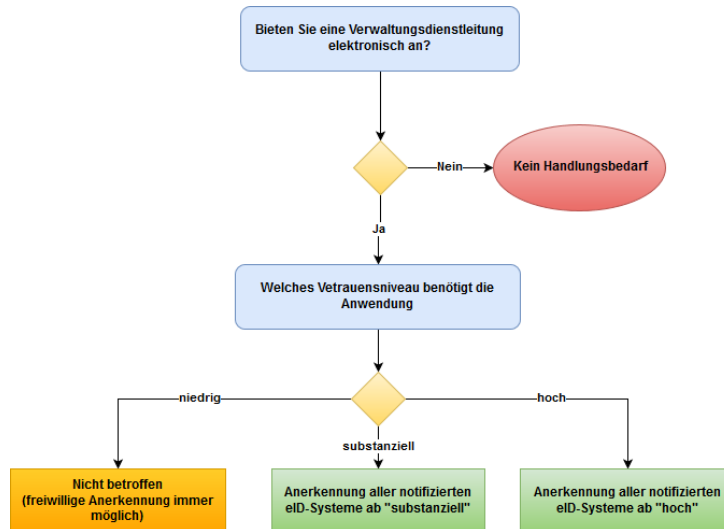 Bieten Sie eine Verwaltungsdienstleitung
elektronisch an?
Nein
Kein Handlungsbedarf
Ja
Welches Vetrauensniveau benötigt die
Anwendung
niedrig
hoch
substanziell
Nicht betroffen
(freiwillige Anerkennung immer
möglich)
Anerkennung aller notifizierten
eID-Systeme ab "substanziell"
Anerkennung aller notifizierten
eID-Systeme ab "hoch"